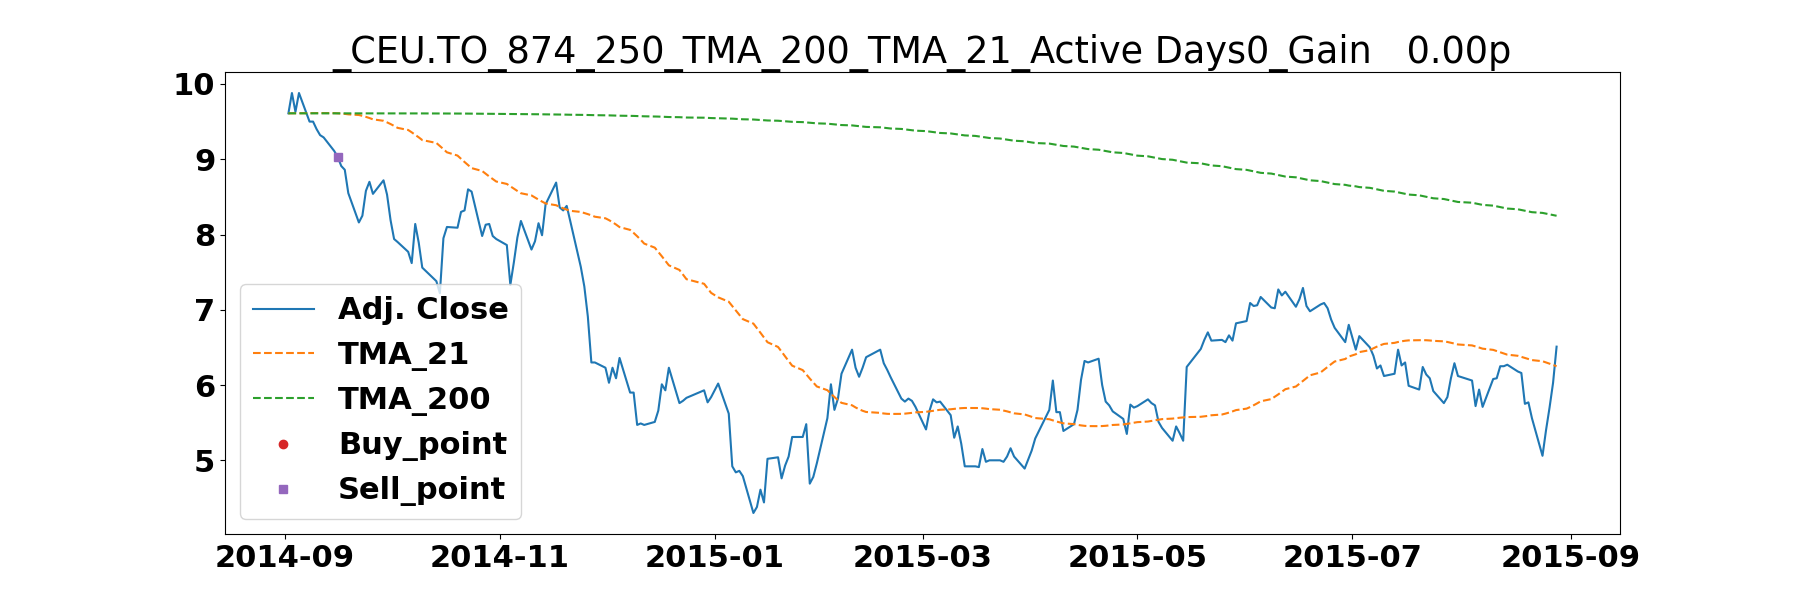 _CEU.TO_874_250_TMA_200_TMA_21_Active Days0_Gain   0.00p
10
9
8
7
6
5
Adj. Close
TMA_21
TMA_200
Buy_point
Sell_point
2014-09 2014-11 2015-01 2015-03 2015-05 2015-07 2015-09